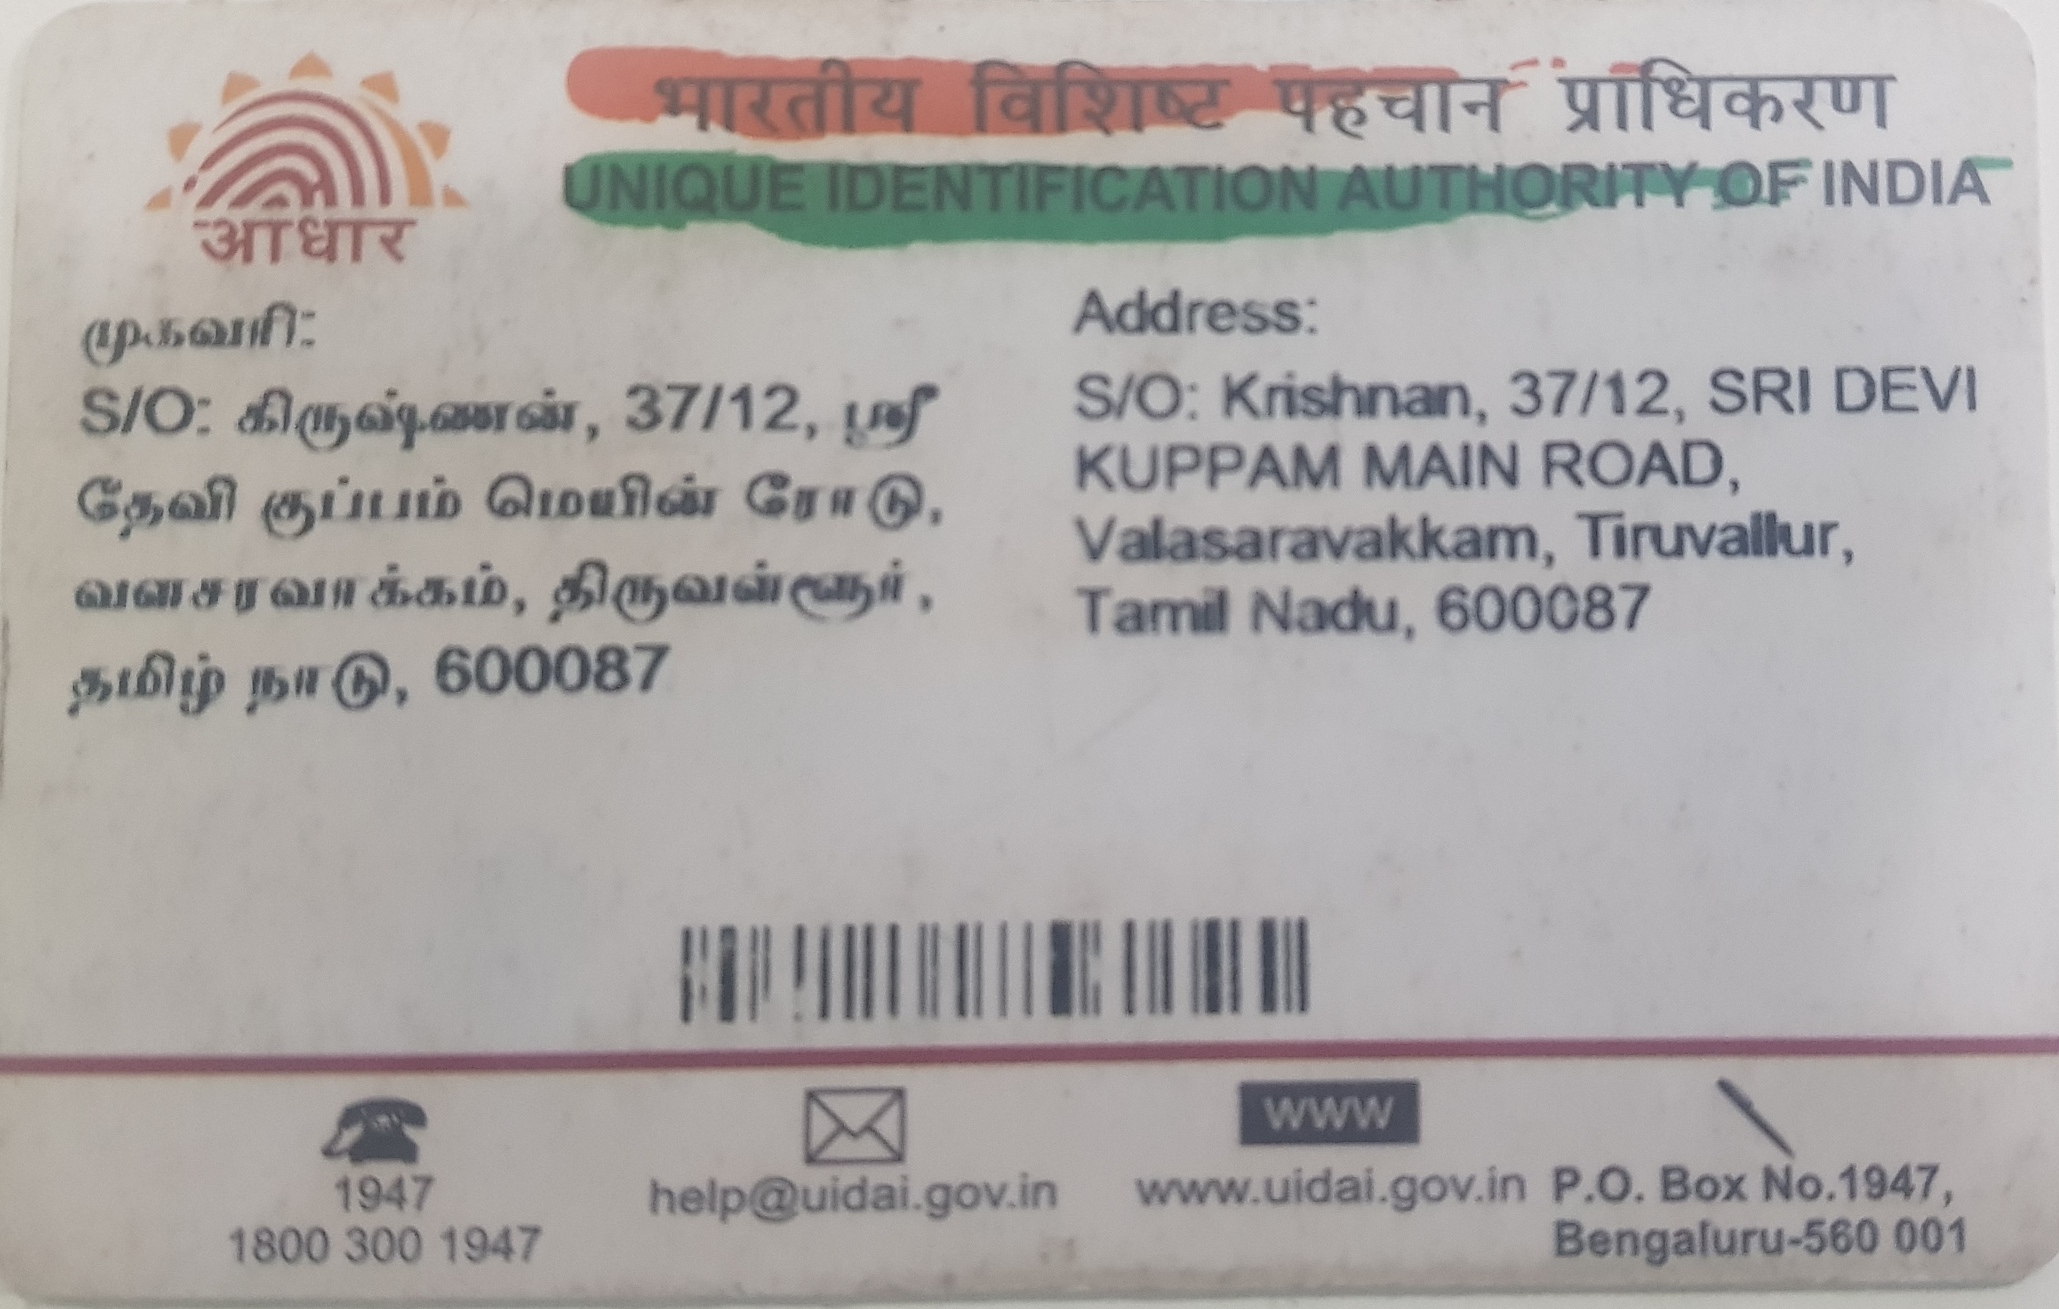 आधार
भारतीय विशिष्ट पहचान प्राधिकरण
UNIQUE IDENTIFICATION AUTHORITY OF INDIA
முகவரி:
S/O: கிருஷ்ணன், 37/12, ஸ்ரீ
தேவி குப்பம் மெயின் ரோடு,
வளசரவாக்கம், திருவள்ளூர்,
தமிழ் நாடு, 600087
Address:
S/O: Krishnan, 37/12, SRI DEVI
KUPPAM MAIN ROAD,
Valasaravakkam, Tiruvallur,
Tamil Nadu, 600087
1947
1800 300 1947
help@uidai.gov.in
WWW
www.uidai.gov.in
P.O. Box No.1947,
Bengaluru-560 001